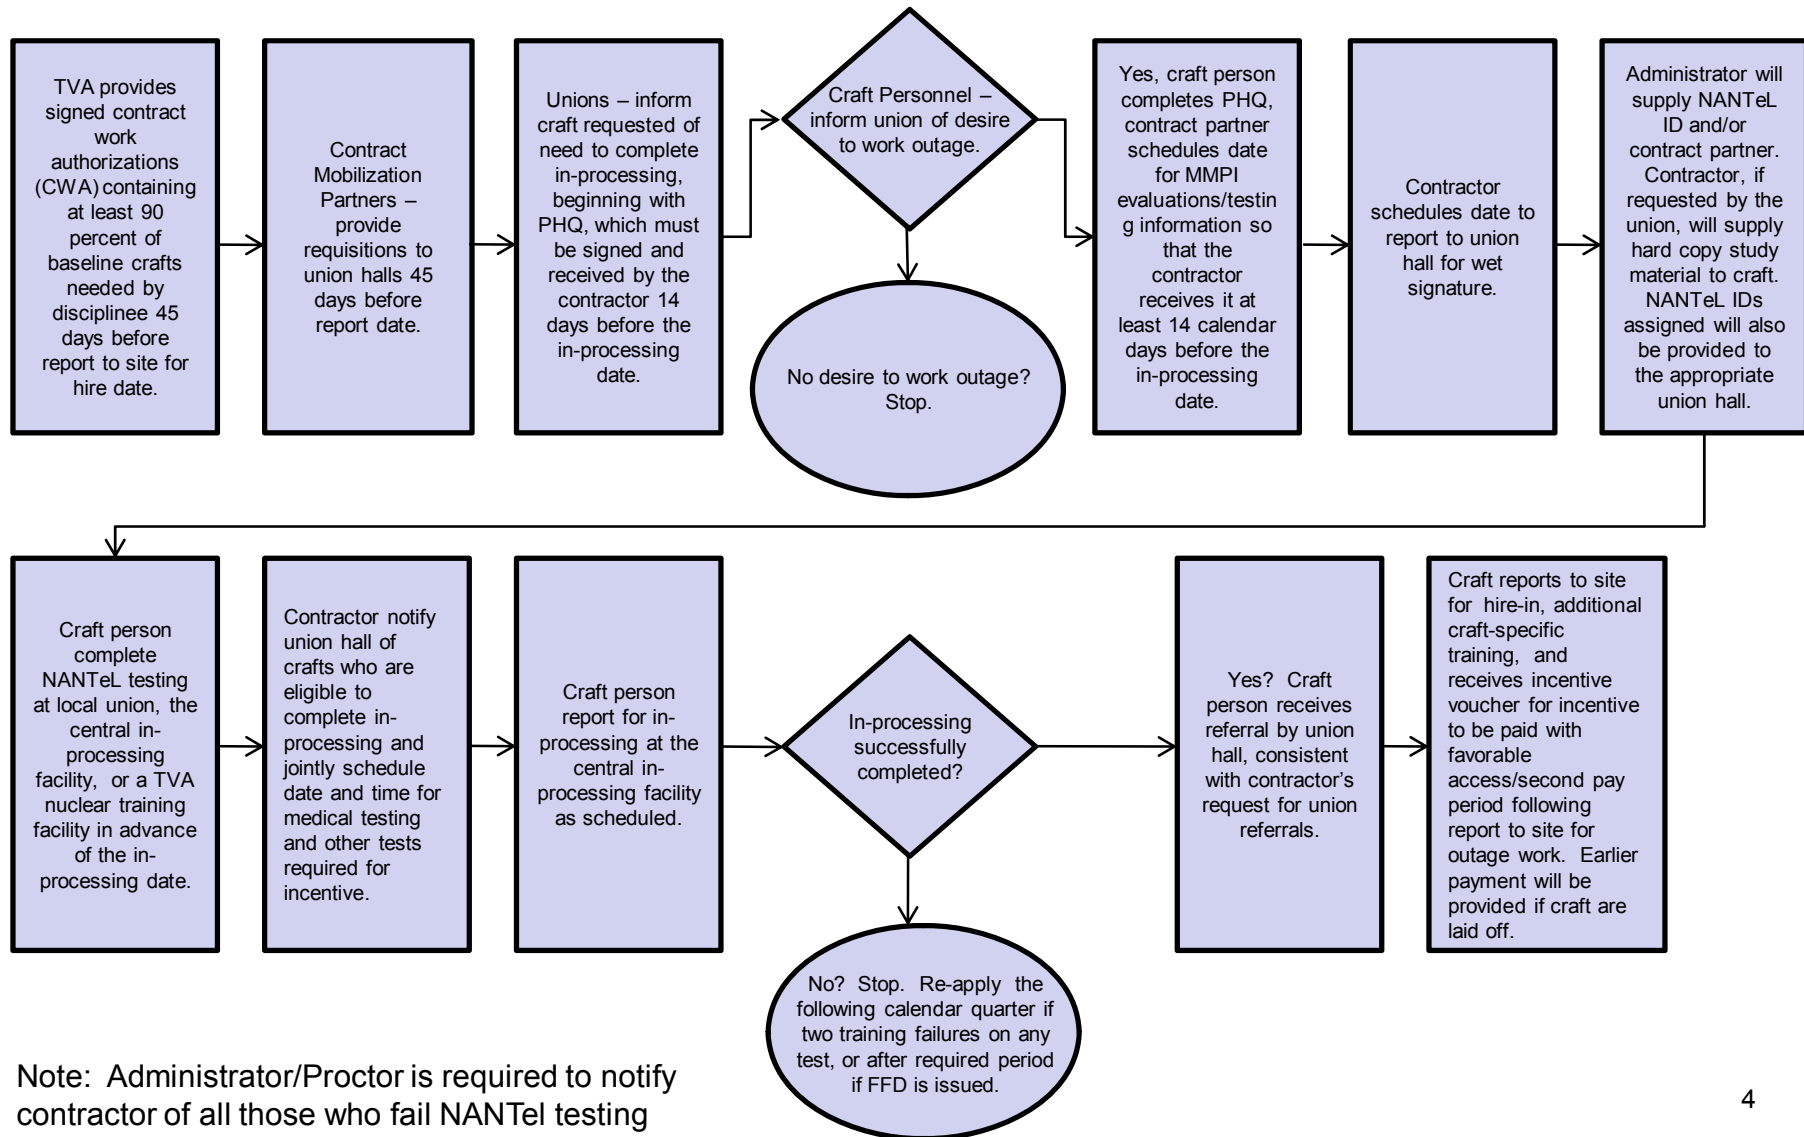 TVA provides
signed contract
work
authorizations
(CWA) containing
at least 90
percent of
baseline crafts
needed by
disciplinee 45
days before
report to site for
hire date.
Contract
Mobilization
Partners –
provide
requisitions to
union halls 45
days before
report date.
Unions – inform
craft requested of
need to complete
in-processing,
beginning with
PHQ, which must
be signed and
received by the
contractor 14
days before the
in-processing
date.
Craft Personnel –
inform union of desire
to work outage.
No desire to work outage?
Stop.
Yes, craft person
completes PHQ,
contract partner
schedules date
for MMPI
evaluations/testin
g information so
that the
contractor
receives it at
least 14 calendar
days before the
in-processing
date.
Contractor
schedules date to
report to union
hall for wet
signature.
Administrator will
supply NANTeL
ID and/or
contract partner.
Contractor, if
requested by the
union, will supply
hard copy study
material to craft.
NANTeL IDs
assigned will also
be provided to
the appropriate
union hall.
Craft person
complete
NANTeL testing
at local union, the
central in-
processing
facility, or a TVA
nuclear training
facility in advance
of the in-
processing date.
Contractor notify
union hall of
crafts who are
eligible to
complete in-
processing and
jointly schedule
date and time for
medical testing
and other tests
required for
incentive.
Craft person
report for in-
processing at the
central in-
processing facility
as scheduled.
In-processing
successfully
completed?
No? Stop. Re-apply the
following calendar quarter if
two training failures on any
test, or after required period
if FFD is issued.
Yes? Craft
person receives
referral by union
hall, consistent
with contractor's
request for union
referrals.
Craft reports to site
for hire-in, additional
craft-specific
training, and
receives incentive
voucher for incentive
to be paid with
favorable
access/second pay
period following
report to site for
outage work. Earlier
payment will be
provided if craft are
laid off.
Note: Administrator/Proctor is required to notify
contractor of all those who fail NANTel testing
4